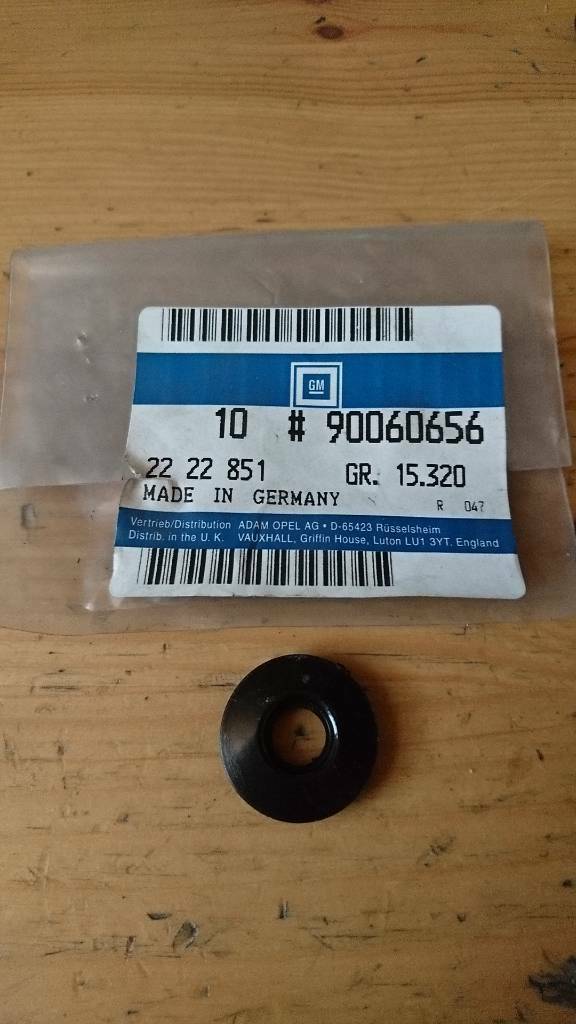 GM
10 # 90060656
22 22 851 GR. 15.320
MADE IN GERMANY R 047
Vertrieb/Distribution ADAM OPEL AG • D-65423 Rüsselsheim
Distrib. in the U. K. VAUXHALL, Griffin House, Luton LU1 3YT. England